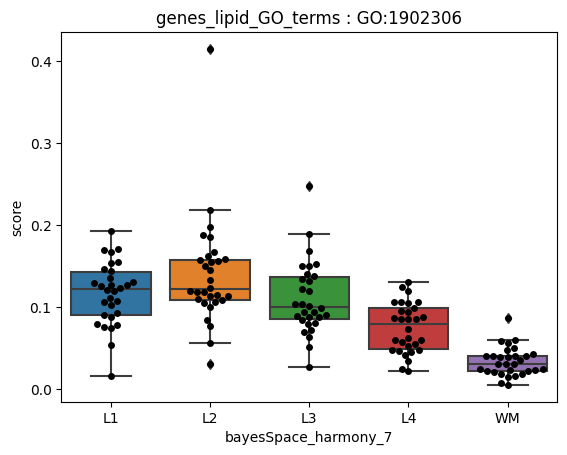 genes_lipid_GO_terms : GO:1902306
score
0.4
0.3
0.2
0.1
0.0
L1 L2 L3 L4 WM
bayesSpace_harmony_7